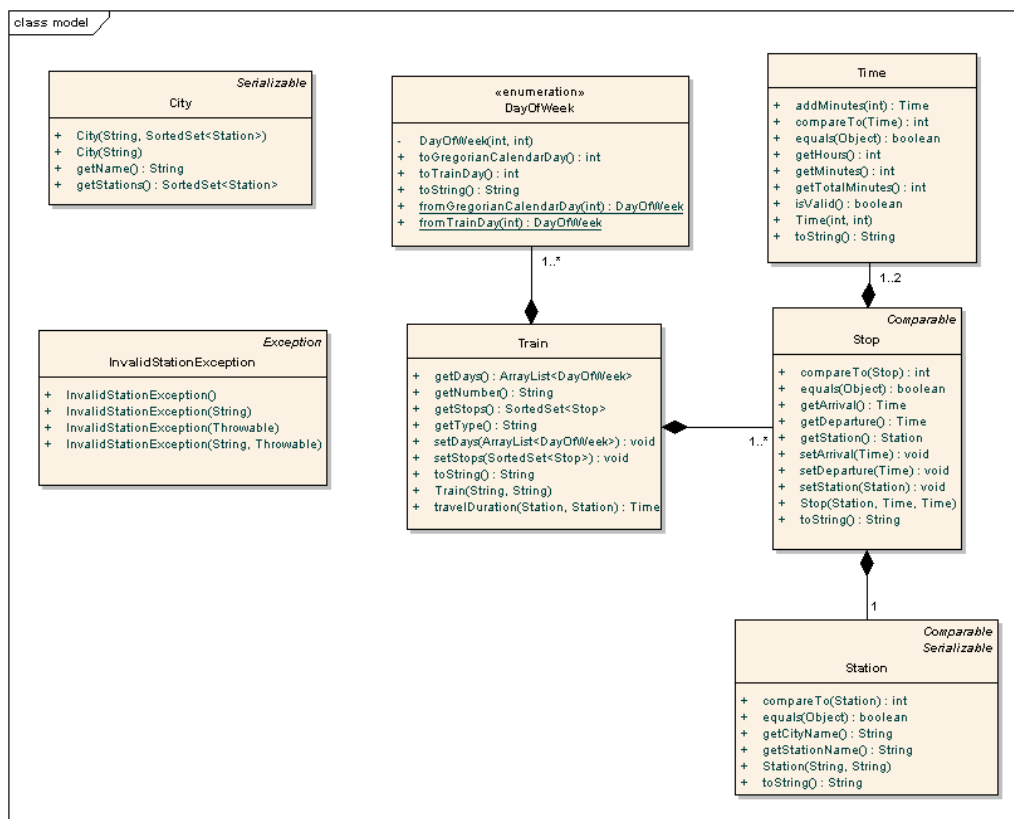 class model
Serializable
City
+ City(String, SortedSet<Station>)
+ City(String)
+ getName() : String
+ getStations() : SortedSet<Station>
«enumeration»
DayOfWeek
- DayOfWeek(int, int)
+ toGregorianCalendarDay() : int
+ toTrainDay() : int
+ toString() : String
+ fromGregorianCalendarDay(int) : DayOfWeek
+ fromTrainDay(int) : DayOfWeek
Time
+ addMinutes(int) : Time
+ compareTo(Time) : int
+ equals(Object) : boolean
+ getHours() : int
+ getMinutes() : int
+ getTotalMinutes() : int
+ isValid() : boolean
+ Time(int, int)
+ toString() : String
1..*
1..2
Exception
InvalidStationException
+ InvalidStationException()
+ InvalidStationException(String)
+ InvalidStationException(Throwable)
+ InvalidStationException(String, Throwable)
Train
+ getDays() : ArrayList<DayOfWeek>
+ getNumber() : String
+ getStops() : SortedSet<Stop>
+ getType() : String
+ setDays(ArrayList<DayOfWeek>) : void
+ setStops(SortedSet<Stop>) : void
+ toString() : String
+ Train(String, String)
+ travelDuration(Station, Station) : Time
1..*
Comparable
Stop
+ compareTo(Stop) : int
+ equals(Object) : boolean
+ getArrival() : Time
+ getDeparture() : Time
+ getStation() : Station
+ setArrival(Time) : void
+ setDeparture(Time) : void
+ setStation(Station) : void
+ Stop(Station, Time, Time)
+ toString() : String
1
Comparable
Serializable
Station
+ compareTo(Station) : int
+ equals(Object) : boolean
+ getCityName() : String
+ getStationName() : String
+ Station(String, String)
+ toString() : String